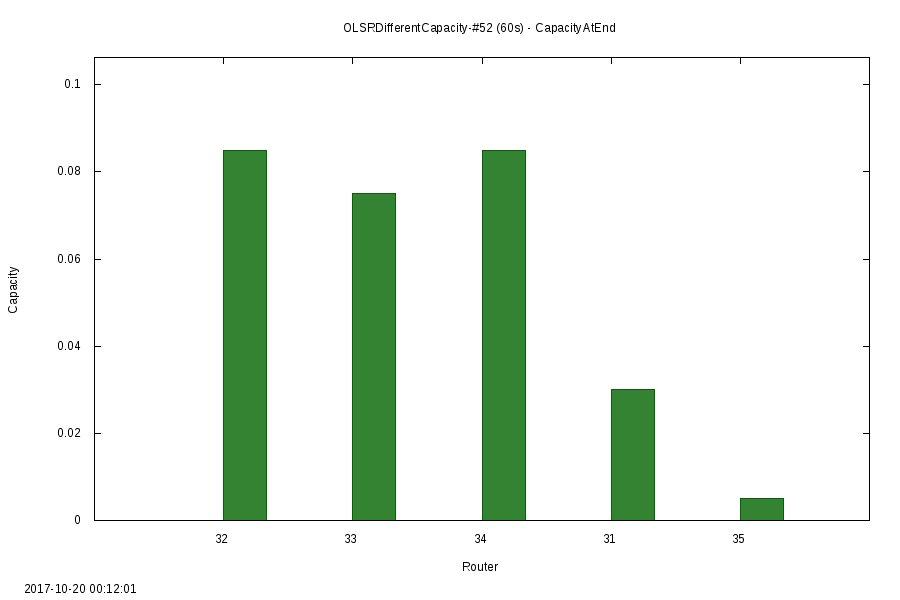 OLSRDifferentCapacity-#52 (60s) - CapacityAtEnd
0.1
0.08
0.06
0.04
0.02
0
Capacity
32 33 34 31 35
Router
2017-10-20 00:12:01